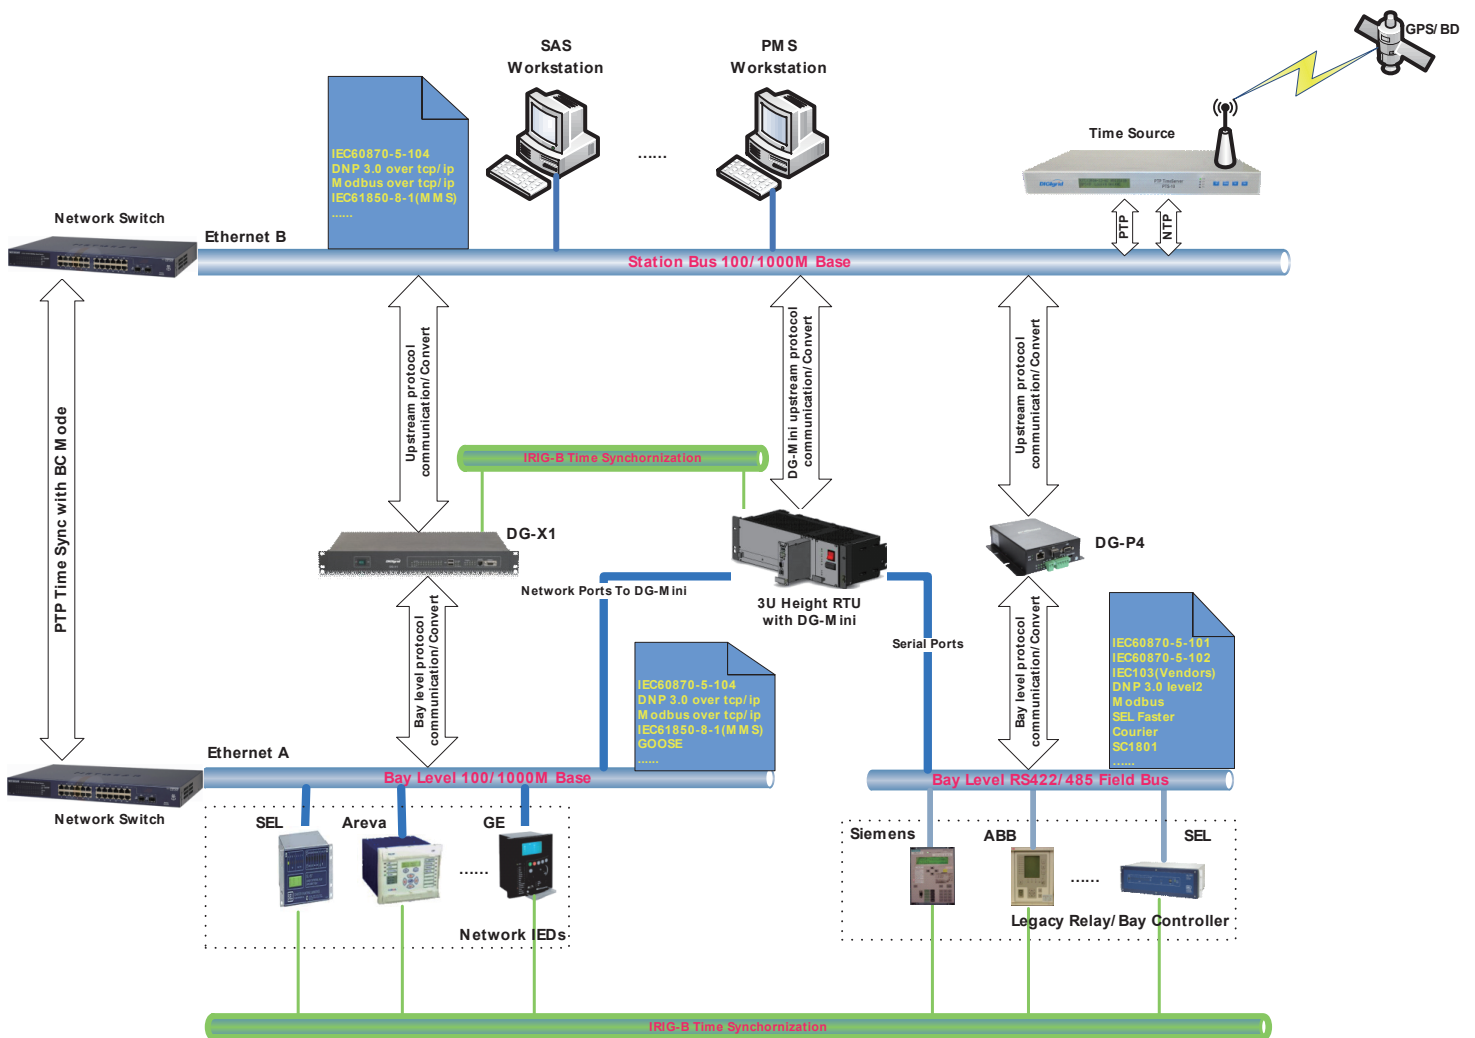 GPS/BD
SAS
Workstation
PMS
Workstation
......
Time Source
DIGIgrid
PTP
NTP
IEC60870-5-104
DNP 3.0 over tcp/ip
Modbus over tcp/ip
IEC61850-8-1(MMS)
......
Network Switch
Ethernet B
Station Bus 100/1000M Base
PTP Time Sync with BC Mode
Upstream protocol
communication/Convert
DG-Mini upstream protocol
communication/Convert
Upstream protocol
communication/Convert
IRIG-B Time Synchornization
DG-X1
3U Height RTU
with DG-Mini
DG-P4
Network Ports To DG-Mini
Serial Ports
Bay level protocol
communication/Convert
Bay level protocol
communication/Convert
IEC60870-5-104
DNP 3.0 over tcp/ip
Modbus over tcp/ip
IEC61850-8-1(MMS)
GOOSE
......
IEC60870-5-101
IEC60870-5-102
IEC103(Vendors)
DNP 3.0 level2
Modbus
SEL Faster
Courier
SC1801
......
Ethernet A
Network Switch
Bay Level 100/1000M Base
Bay Level RS422/485 Field Bus
SEL
Areva
GE
......
Network IEDs
Siemens
ABB
SEL
......
Legacy Relay/Bay Controller
IRIG-B Time Synchornization